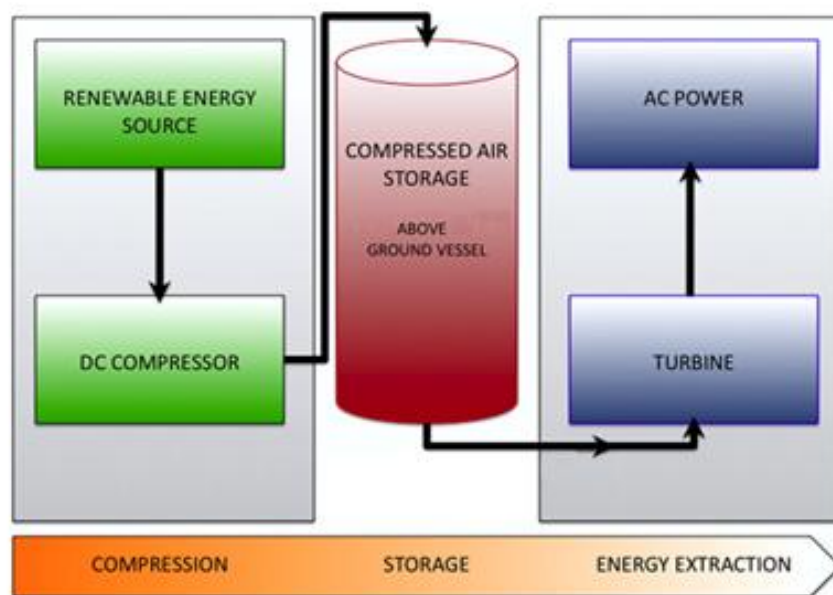 RENEWABLE ENERGY
SOURCE
DC COMPRESSOR
COMPRESSED AIR
STORAGE
ABOVE
GROUND VESSEL
AC POWER
TURBINE
COMPRESSION
STORAGE
ENERGY EXTRACTION